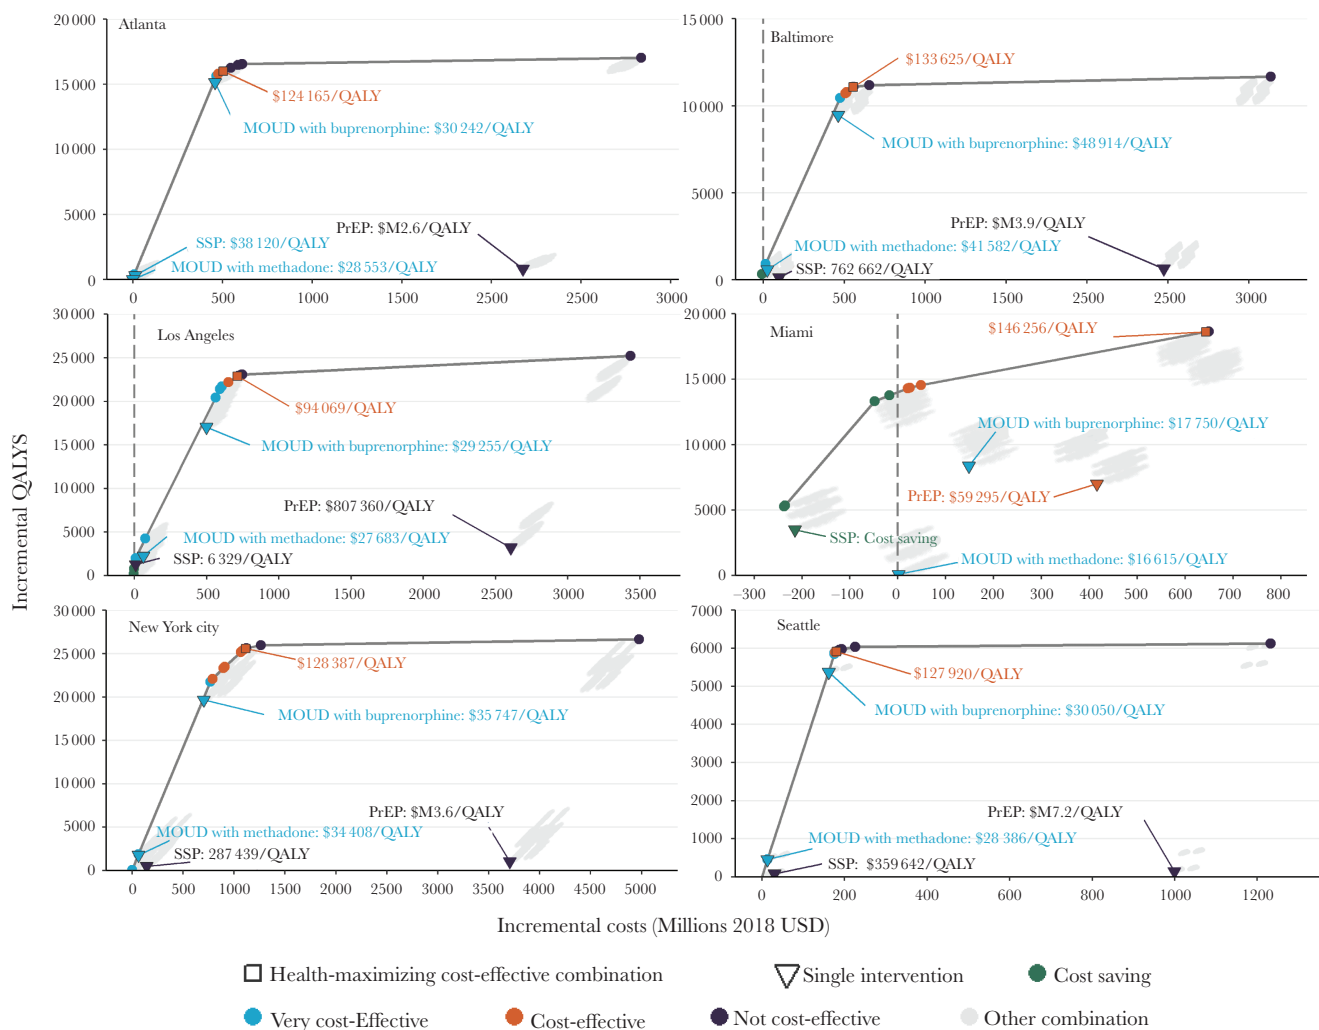 Incremental QALYS
20 000
15 000
10 000
5000
0
Atlanta
$124 165/QALY
MOUD with buprenorphine: $30 242/QALY
SSP: $38 120/QALY
PrEP: $M2.6/QALY
MOUD with methadone: $28 553/QALY
0 500 1000 1500 2500 2500 3000
15 000
10 000
5000
0
Baltimore
$133 625/QALY
MOUD with buprenorphine: $48 914/QALY
PrEP: $M3.9/QALY
MOUD with methadone: $41 582/QALY
SSP: 762 662/QALY
0 500 1000 1500 2500 2500 3000
30 000
25 000
20 000
15 000
10 000
5000
0
Los Angeles
$94 069/QALY
MOUD with buprenorphine: $29 255/QALY
PrEP: $807 360/QALY
MOUD with methadone: $27 683/QALY
SSP: 6 329/QALY
0 500 1000 1500 2000 2500 3000 3500
20 000
15 000
10 000
5000
0
Miami
$146 256/QALY
MOUD with buprenorphine: $17 750/QALY
PrEP: $59 295/QALY
SSP: Cost saving
MOUD with methadone: $16 615/QALY
−300 −200 −100 0 100 200 300 400 500 600 700 800
30 000
25 000
20 000
15 000
10 000
5000
0
New York city
$128 387/QALY
MOUD with buprenorphine: $35 747/QALY
PrEP: $M3.6/QALY
MOUD with methadone: $34 408/QALY
SSP: 287 439/QALY
0 500 1000 1500 2000 2500 3000 3500 4000 4500 5000
7000
6000
5000
4000
3000
2000
1000
0
Seattle
$127 920/QALY
MOUD with buprenorphine: $30 050/QALY
PrEP: $M7.2/QALY
MOUD with methadone: $28 386/QALY
SSP: $359 642/QALY
0 200 400 600 800 1000 1200
Incremental costs (Millions 2018 USD)
Health-maximizing cost-effective combination
Single intervention
Cost saving
Very cost-Effective
Cost-effective
Not cost-effective
Other combination